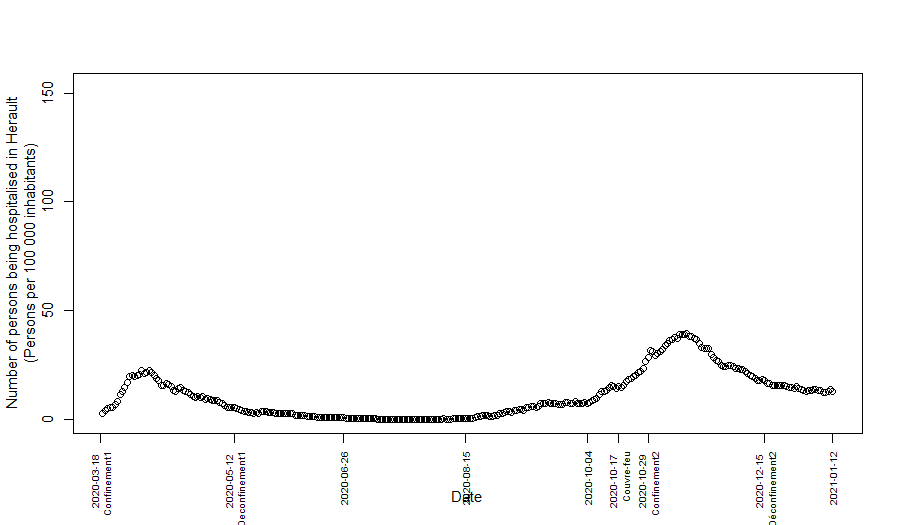 Number of persons being hospitalised in Herault
(Persons per 100 000 inhabitants)
150
100
50
0
2020-03-18
Confinement1
2020-05-12
Deconfinement1
2020-06-26
2020-08-15
2020-10-04
2020-10-17
Couvre-feu
2020-10-29
Confinement2
2020-12-15
Déconfinement2
2021-01-12
Date